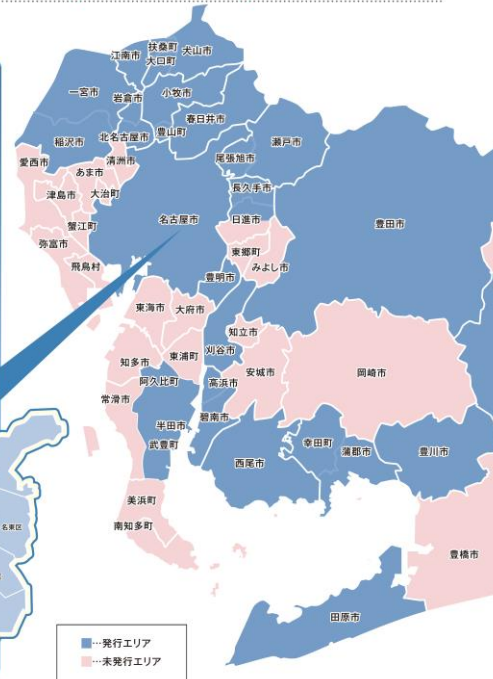 扶桑町
犬山市
江南市
大口町
一宮市
岩倉市
小牧市
春日井市
稲沢市
北名古屋市
豊山町
瀬戸市
愛西市
清洲市
尾張旭市
あま市
津島市
大治町
長久手市
蟹江町
名古屋市
日進市
豊田市
弥富市
東郷町
飛島村
みよし市
豊明市
東海市
大府市
知立市
知多市
東浦町
刈谷市
安城市
岡崎市
阿久比町
高浜市
常滑市
碧南市
半田市
武豊町
西尾市
幸田町
蒲郡市
豊川市
美浜町
南知多町
名東区
豊橋市
田原市
…発行エリア
…未発行エリア